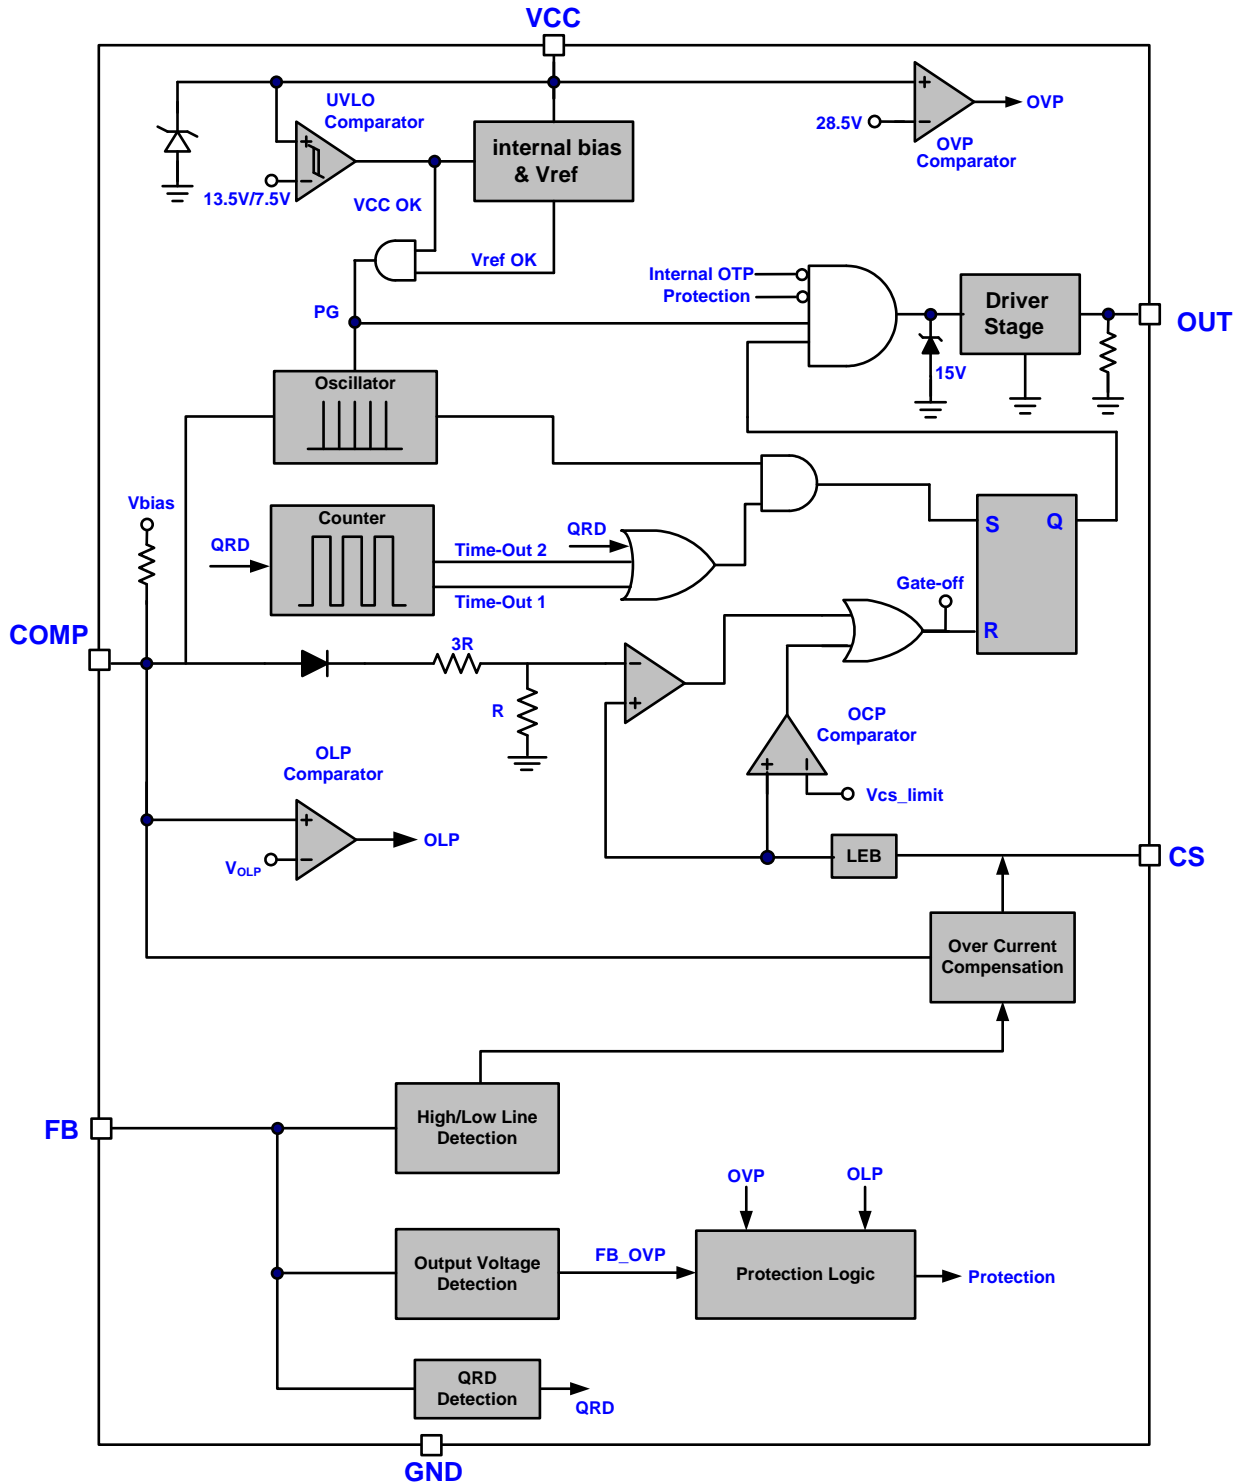 VCC
UVLO
Comparator
+
−
13.5V/7.5V
VCC OK
internal bias
& Vref
Vref OK
28.5V
+
−
OVP
OVP
Comparator
PG
Internal OTP
Protection
Driver
Stage
OUT
15V
Oscillator
Vbias
QRD
Counter
Time-Out 2
Time-Out 1
QRD
S
Q
R
Gate-off
COMP
3R
R
−
+
OCP
Comparator
+
−
Vcs_limit
OLP
Comparator
+
−
VOLP
OLP
LEB
CS
Over Current
Compensation
FB
High/Low Line
Detection
OVP
OLP
Output Voltage
Detection
FB_OVP
Protection Logic
Protection
QRD
Detection
QRD
GND